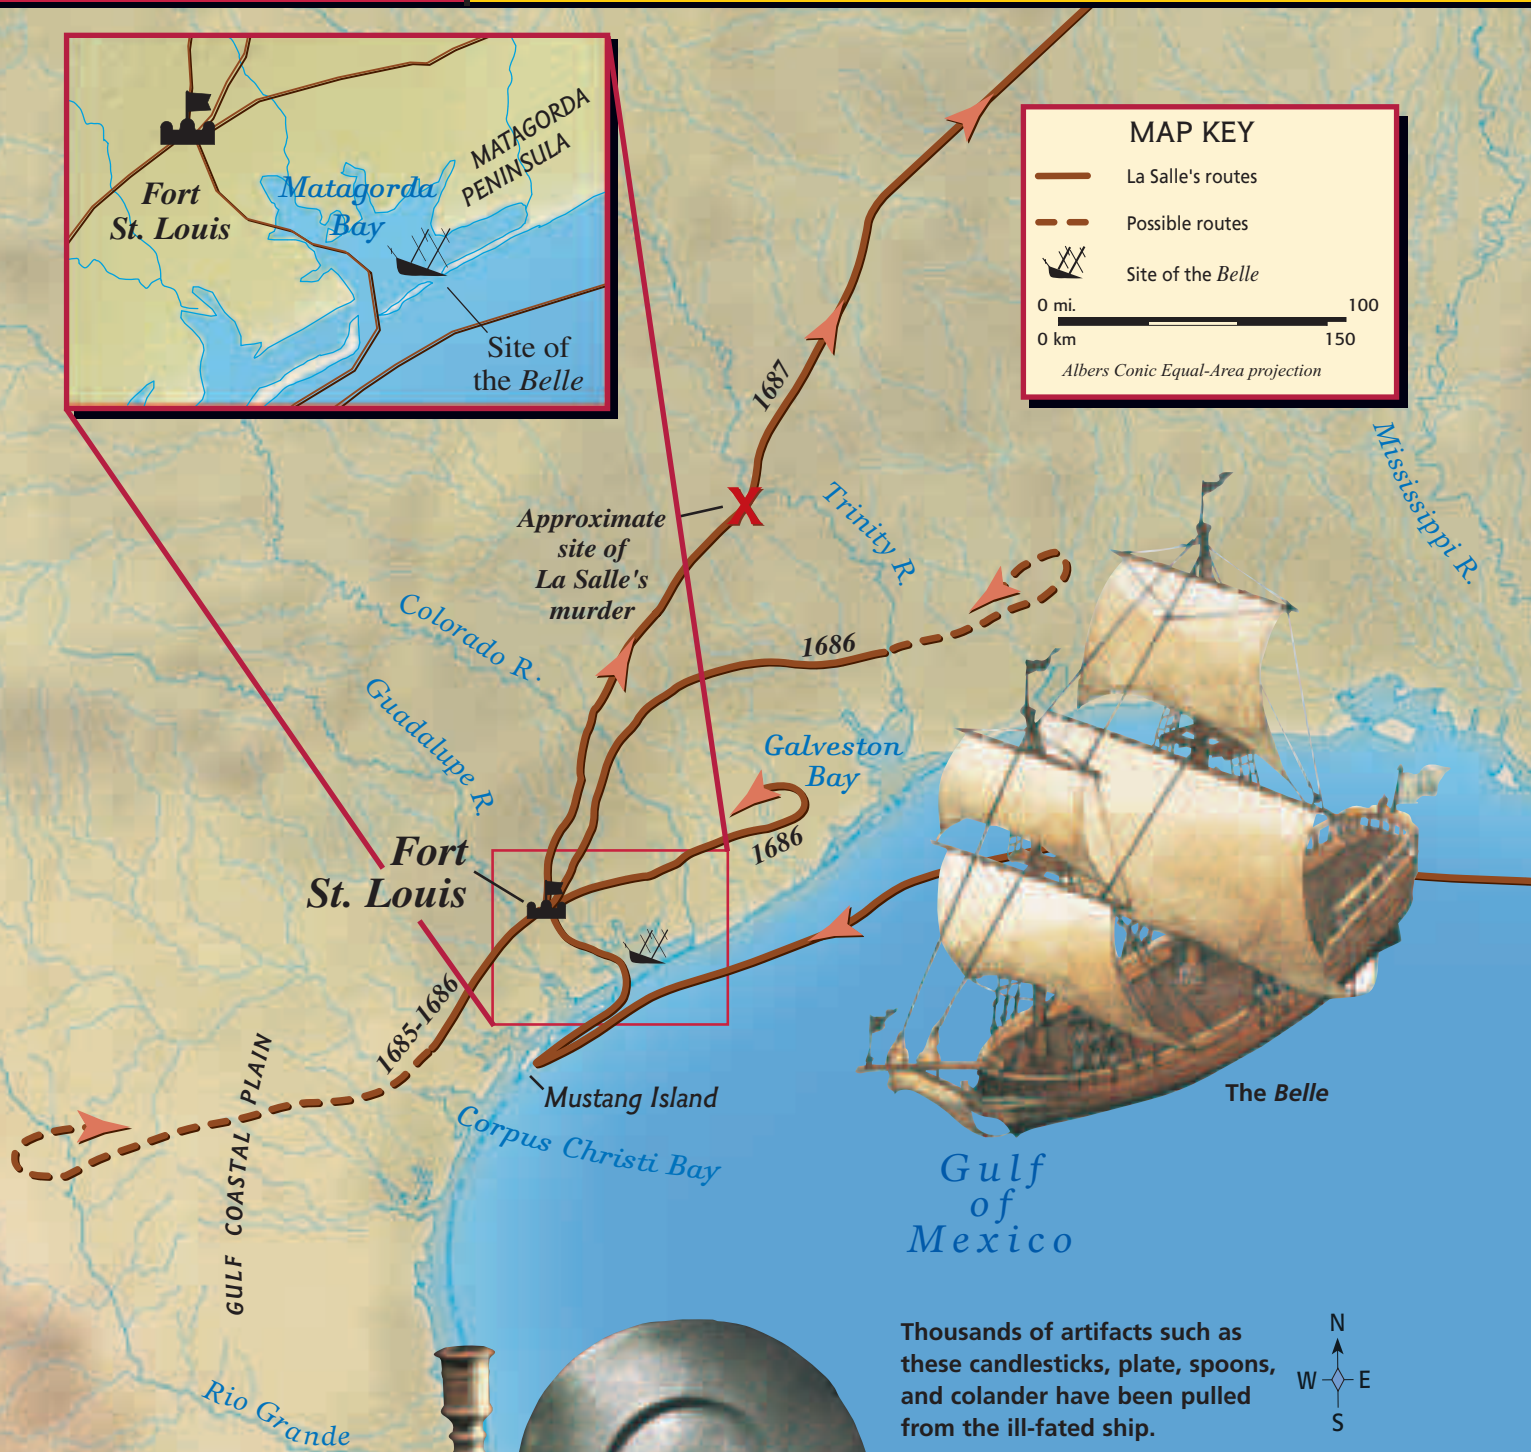 MATAGORDA
PENINSULA
Fort
St. Louis
Matagorda
Bay
Site of
the Belle
MAP KEY
La Salle's routes
Possible routes
Site of the Belle
0 mi. 100
0 km 150
Albers Conic Equal-Area projection
1687
Mississippi R.
Approximate
site of
La Salle's
murder
Trinity R.
Colorado R.
1686
Guadalupe R.
Galveston
Bay
1686
Fort
St. Louis
1685-1686
GULF COASTAL PLAIN
Mustang Island
Corpus Christi Bay
The Belle
Gulf
of
Mexico
Rio Grande
Thousands of artifacts such as
these candlesticks, plate, spoons,
and colander have been pulled
from the ill-fated ship.
N
W E
S